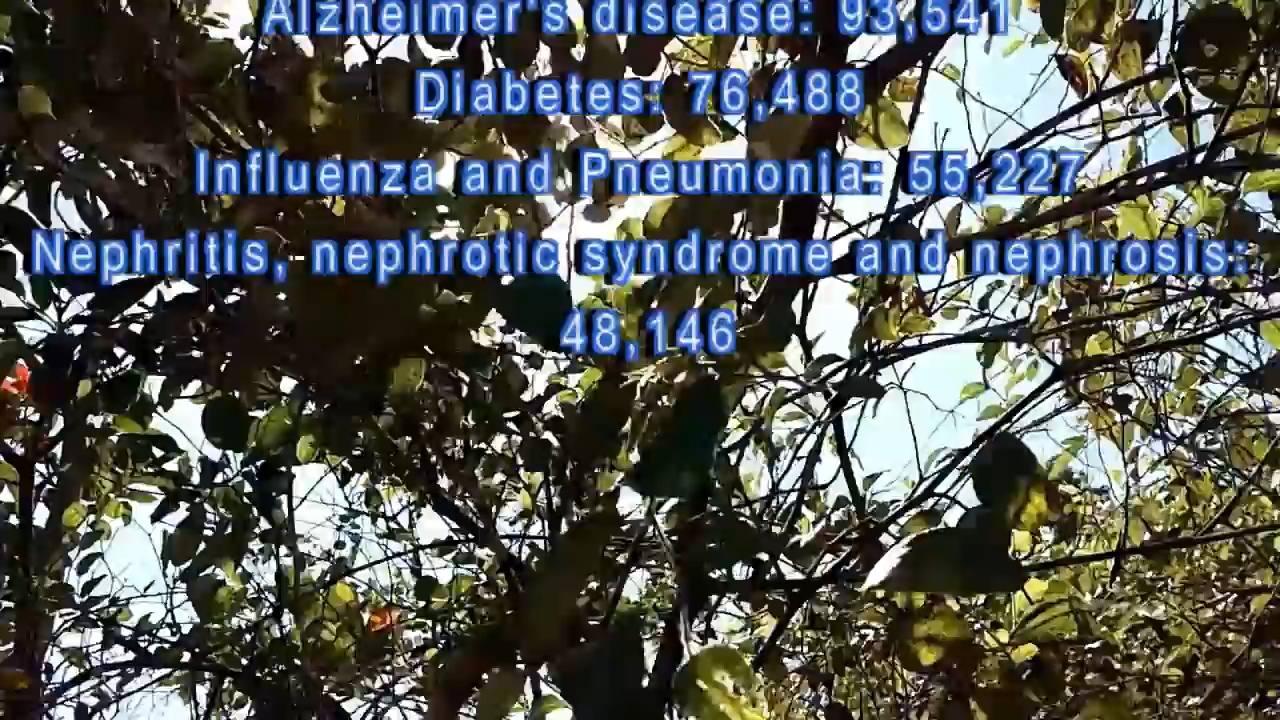 Alzheimer's disease: 93,541
Diabetes: 76,488
Influenza and Pneumonia: 55,227
Nephritis, nephrotic syndrome and nephrosis:
48,146